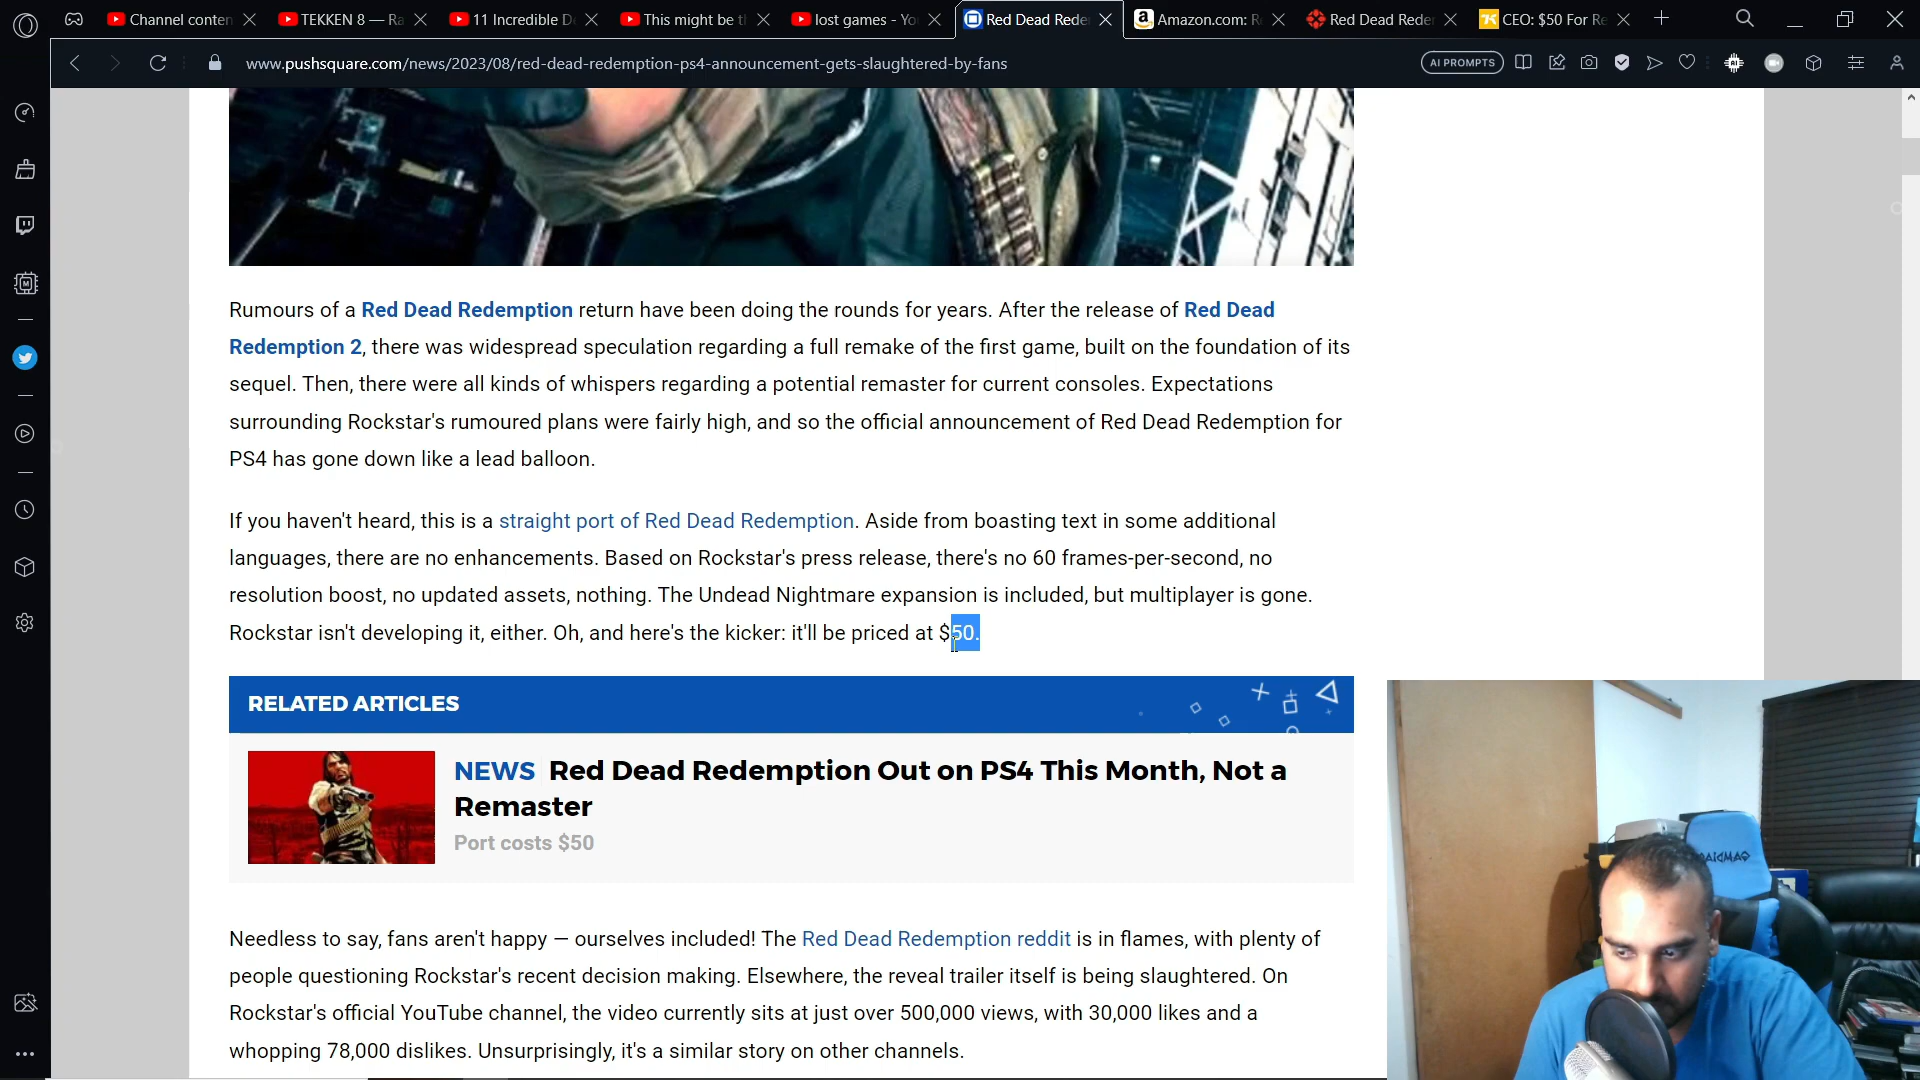 Channel conten
TEKKEN 8 — Ra
11 Incredible D
This might be t
lost games - Yo
Red Dead Rede
Amazon.com: R
Red Dead Rede
CEO: $50 For Re
www.pushsquare.com/news/2023/08/red-dead-redemption-ps4-announcement-gets-slaughtered-by-fans
AI PROMPTS
Rumours of a Red Dead Redemption return have been doing the rounds for years. After the release of Red Dead
Redemption 2, there was widespread speculation regarding a full remake of the first game, built on the foundation of its
sequel. Then, there were all kinds of whispers regarding a potential remaster for current consoles. Expectations
surrounding Rockstar's rumoured plans were fairly high, and so the official announcement of Red Dead Redemption for
PS4 has gone down like a lead balloon.
If you haven't heard, this is a straight port of Red Dead Redemption. Aside from boasting text in some additional
languages, there are no enhancements. Based on Rockstar's press release, there's no 60 frames-per-second, no
resolution boost, no updated assets, nothing. The Undead Nightmare expansion is included, but multiplayer is gone.
Rockstar isn't developing it, either. Oh, and here's the kicker: it'll be priced at $50.
RELATED ARTICLES
NEWS Red Dead Redemption Out on PS4 This Month, Not a
Remaster
Port costs $50
Needless to say, fans aren't happy — ourselves included! The Red Dead Redemption reddit is in flames, with plenty of
people questioning Rockstar's recent decision making. Elsewhere, the reveal trailer itself is being slaughtered. On
Rockstar's official YouTube channel, the video currently sits at just over 500,000 views, with 30,000 likes and a
whopping 78,000 dislikes. Unsurprisingly, it's a similar story on other channels.